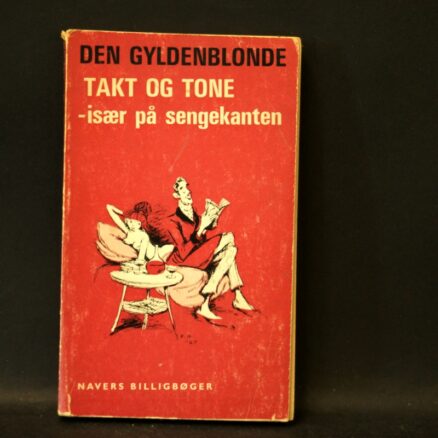 DEN GYLDENBLONDE
TAKT OG TONE
-især på sengekanten
NAVERS BILLIGBØGER